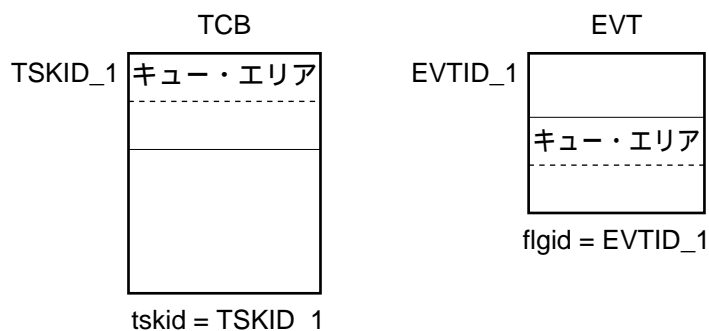 TCB
EVT
TSKID_1
キュー・エリア
EVTID_1
キュー・エリア
flgid = EVTID_1
tskid = TSKID_1